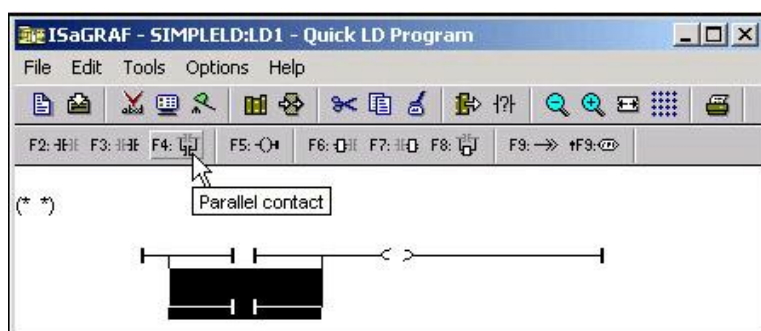 ISaGRAF - SIMPLELD:LD1 - Quick LD Program
File Edit Tools Options Help
F2: F3: F4: F5: F6: F7: F8: F9: F9:
Parallel contact
(* *)